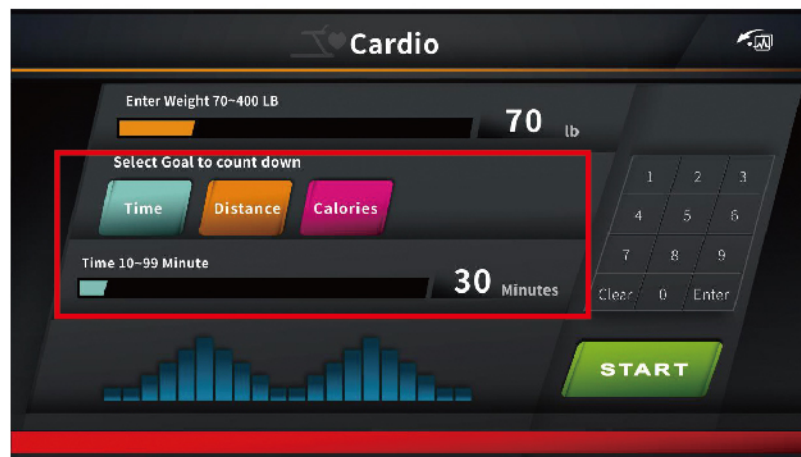 Cardio
Enter Weight 70~400 LB
70 lb
Select Goal to count down
Time Distance Calories
Time 10~99 Minute
30 Minutes
1 2 3
4 5 6
7 8 9
Clear 0 Enter
START